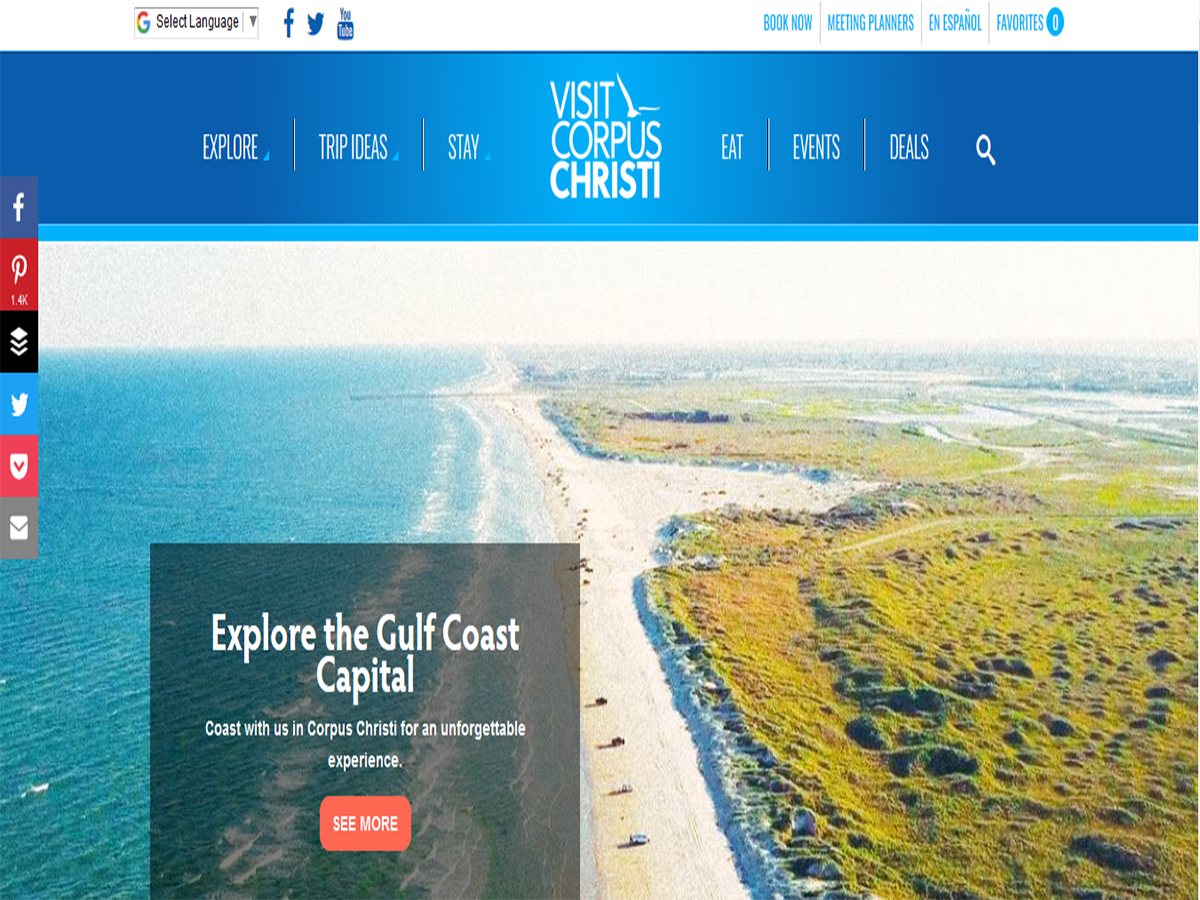 Select Language
You
Tube
BOOK NOW
MEETING PLANNERS
EN ESPAÑOL
FAVORITES 0
EXPLORE
TRIP IDEAS
STAY
VISIT
CORPUS
CHRISTI
EAT
EVENTS
DEALS
1.4K
Explore the Gulf Coast
Capital
Coast with us in Corpus Christi for an unforgettable
experience.
SEE MORE